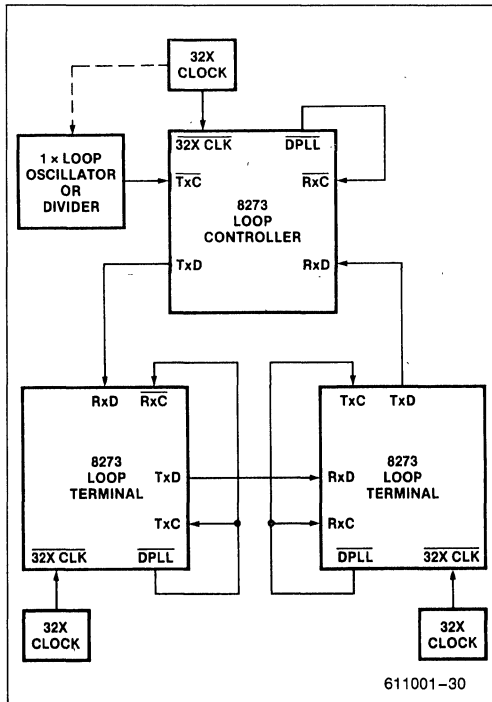 32X
CLOCK
1 × LOOP
OSCILLATOR
OR
DIVIDER
32X CLK
DPLL
TxC
RxC
8273
LOOP
CONTROLLER
TxD
RxD
RxD
RxC
8273
LOOP
TERMINAL
TxD
TxC
32X CLK
DPLL
32X
CLOCK
TxC
TxD
8273
LOOP
TERMINAL
RxD
RxC
DPLL
32X CLK
32X
CLOCK
611001-30